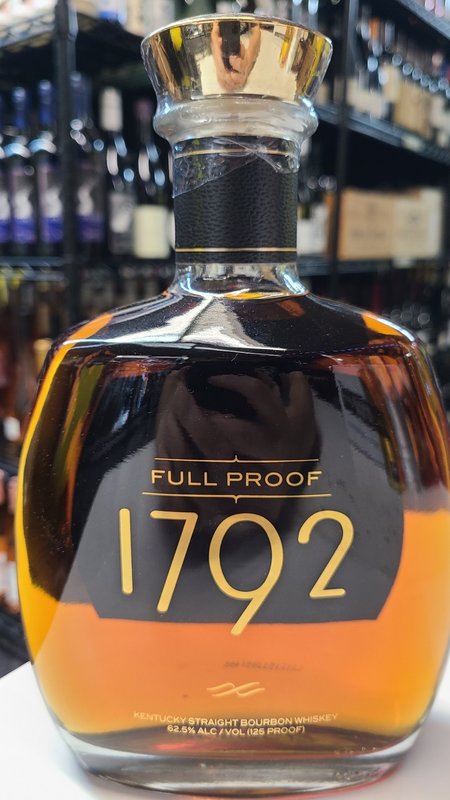 FULL PROOF
1792
KENTUCKY STRAIGHT BOURBON WHISKEY
62.5% ALC / VOL (125 PROOF)